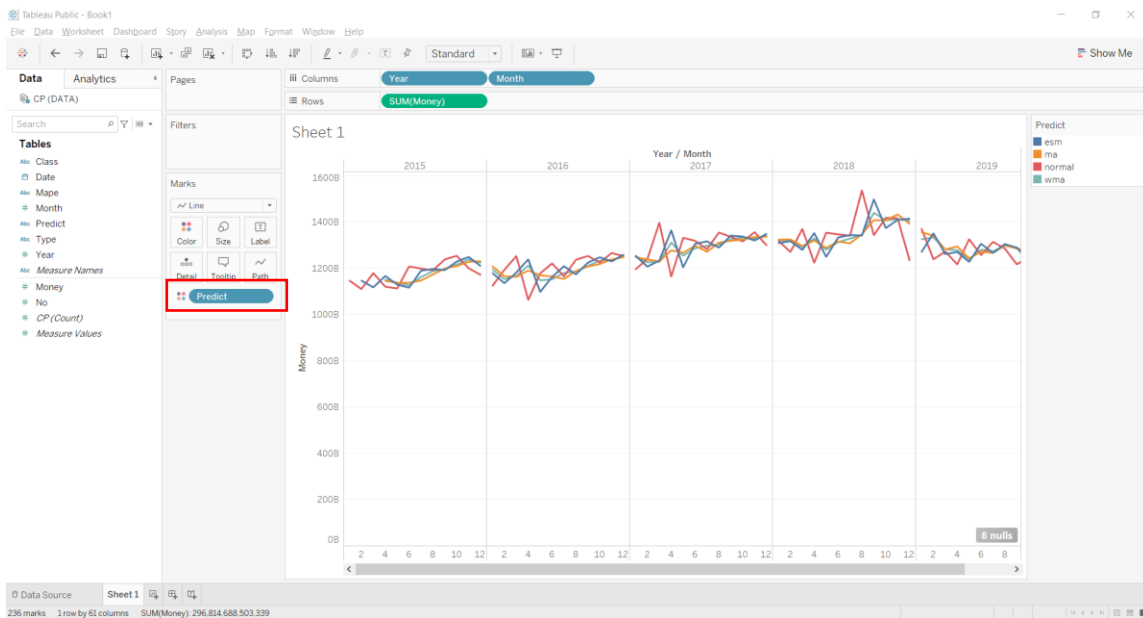 Tableau Public - Book1
File Data Worksheet Dashboard Story Analysis Map Format Window Help
Standard
Show Me
Data Analytics
CP (DATA)
Search
Tables
Abc Class
Date
Abc Mape
# Month
Abc Predict
Abc Type
# Year
Abc Measure Names
# Money
# No
# CP (Count)
# Measure Values
Pages
Filters
Marks
Line
Color Size Label
Detail Tooltip Path
Predict
iii Columns Year Month
Rows SUM(Money)
Sheet 1
Year / Month
2015 2016 2017 2018 2019
1600B
1400B
1200B
1000B
800B
600B
400B
200B
0B
Money
8 nulls
2 4 6 8 10 12 2 4 6 8 10 12 2 4 6 8 10 12 2 4 6 8 10 12 2 4 6 8
Predict
esm
ma
normal
wma
Data Source Sheet 1
236 marks 1 row by 61 columns SUM(Money): 296.814.688.503.339